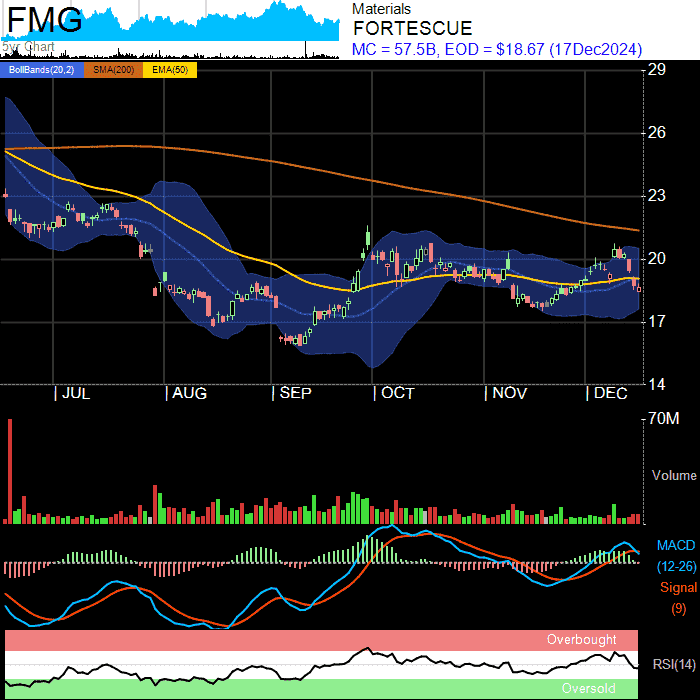 FMG
5yr Chart
Materials
FORTESCUE
MC = 57.5B, EOD = $18.67 (17Dec2024)
BollBands(20,2) SMA(200) EMA(50)
29
26
23
20
17
14
| JUL | AUG | SEP | OCT | NOV | DEC
70M
Volume
MACD
(12-26)
Signal
(9)
Overbought
RSI(14)
Oversold